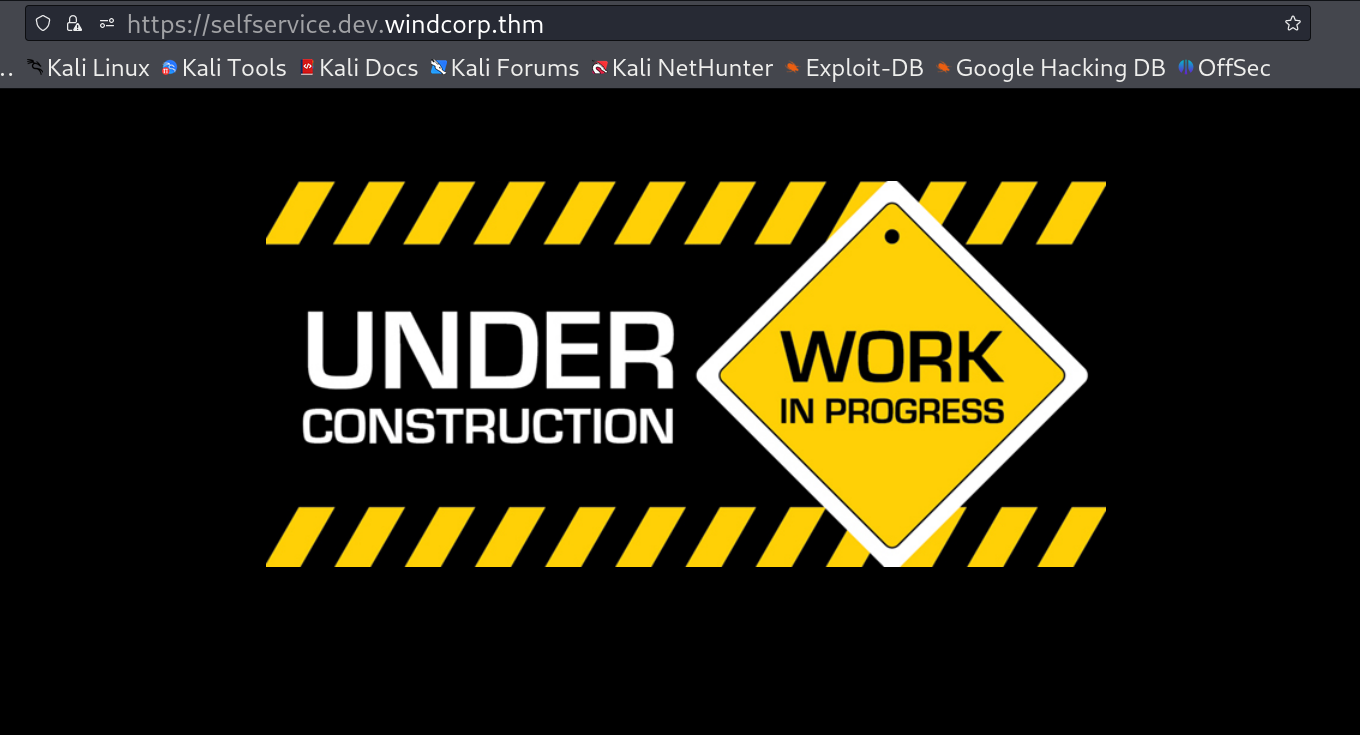 https://selfservice.dev.windcorp.thm
.. Kali Linux Kali Tools Kali Docs Kali Forums Kali NetHunter Exploit-DB Google Hacking DB OffSec
UNDER
CONSTRUCTION
WORK
IN PROGRESS